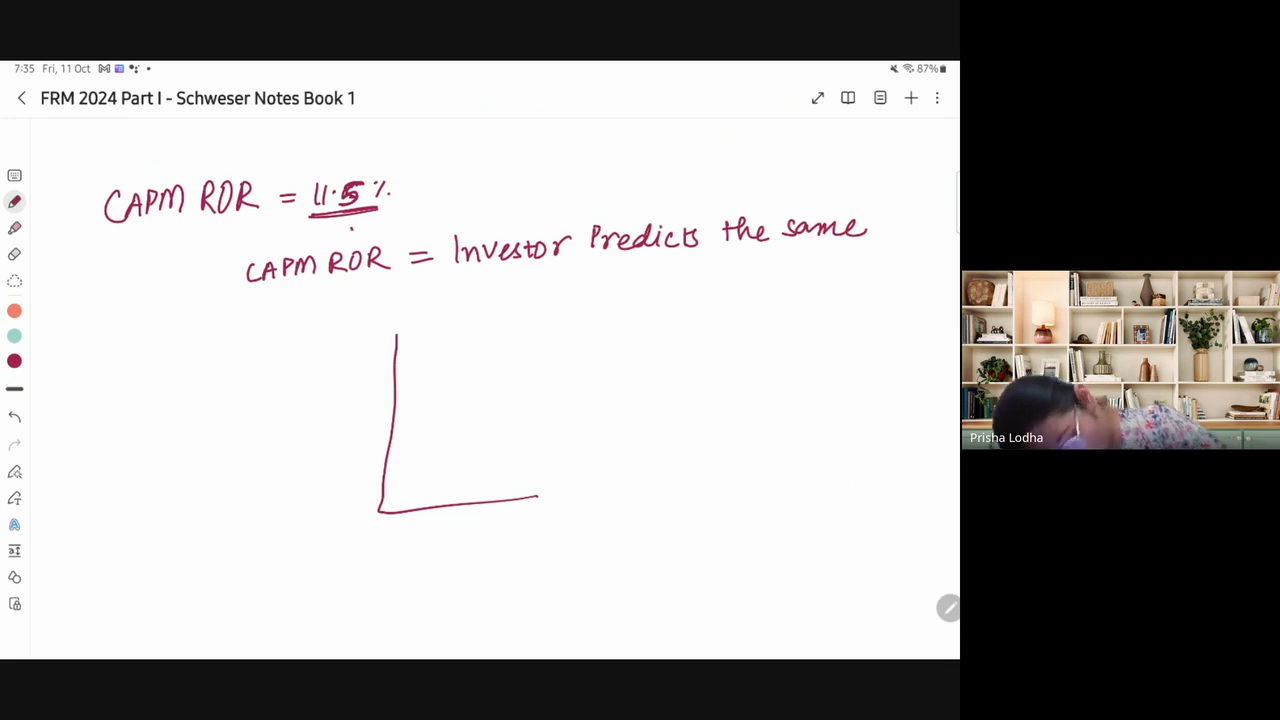 7:35 Fri, 11 Oct
87%
FRM 2024 Part I - Schweser Notes Book 1
CAPM ROR = 11.5 %.
CAPM ROR = Investor Predicts the same
Prisha Lodha